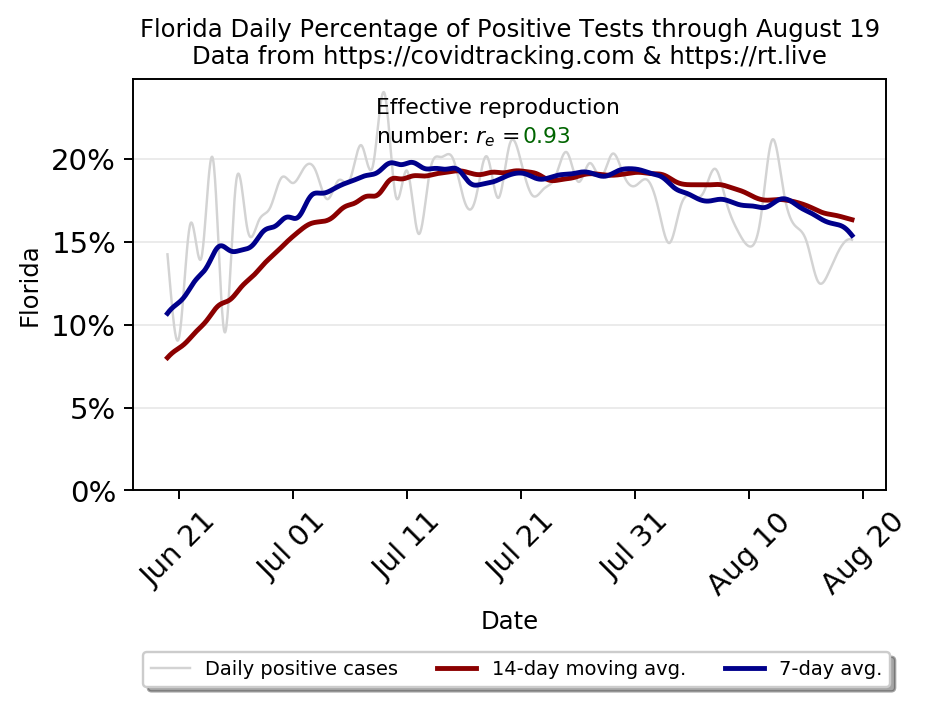 Florida Daily Percentage of Positive Tests through August 19
Data from https://covidtracking.com & https://rt.live
Effective reproduction
number: rₑ =0.93
20%
15%
10%
5%
0%
Florida
Jun 21
Jul 01
Jul 11
Jul 21
Jul 31
Aug 10
Aug 20
Date
Daily positive cases
14-day moving avg.
7-day avg.